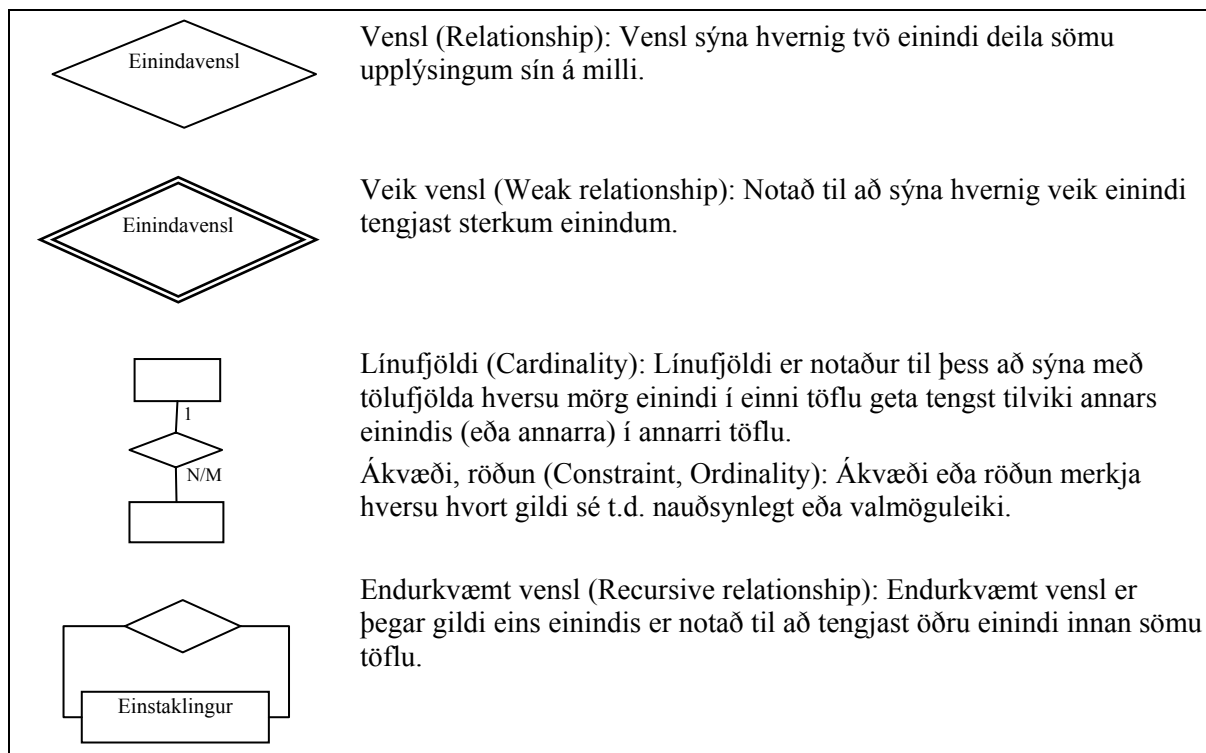 Einindavensl
Vensl (Relationship): Vensl sýna hvernig tvö einindi deila sömu
upplýsingum sín á milli.
Einindavensl
Veik vensl (Weak relationship): Notað til að sýna hvernig veik einindi
tengjast sterkum einindum.
1
N/M
Línufjöldi (Cardinality): Línufjöldi er notaður til þess að sýna með
tölufjölda hversu mörg einindi í einni töflu geta tengst tilviki annars
einindis (eða annarra) í annarri töflu.
Ákvæði, röðun (Constraint, Ordinality): Ákvæði eða röðun merkja
hversu hvort gildi sé t.d. nauðsynlegt eða valmöguleiki.
Endurkvæmt vensl (Recursive relationship): Endurkvæmt vensl er
þegar gildi eins einindis er notað til að tengjast öðru einindi innan sömu
töflu.
Einstaklingur